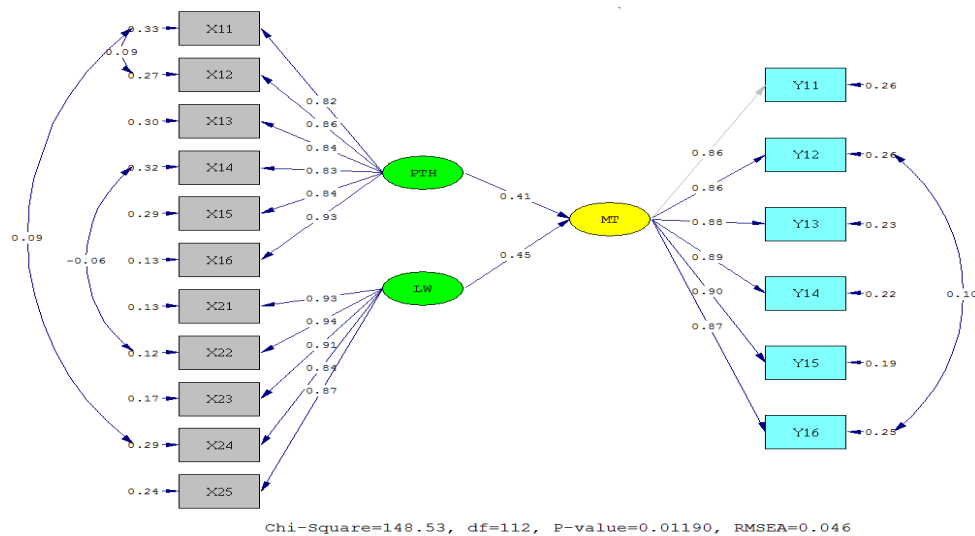 0.33 X11
0.09
0.27 X12
0.30 X13
0.32 X14
0.29 X15
0.09
0.13 X16
-0.06
0.13 X21
0.12 X22
0.17 X23
0.29 X24
0.24 X25
0.82
0.86
0.84
0.83
0.84
0.93
PTH
0.93
0.94
0.91
0.84
0.87
LW
0.41
0.45
MT
0.86
0.86
0.88
0.89
0.90
0.87
Y11 0.26
Y12 0.26
Y13 0.23
Y14 0.22
0.10
Y15 0.19
Y16 0.25
Chi-Square=148.53, df=112, P-value=0.01190, RMSEA=0.046